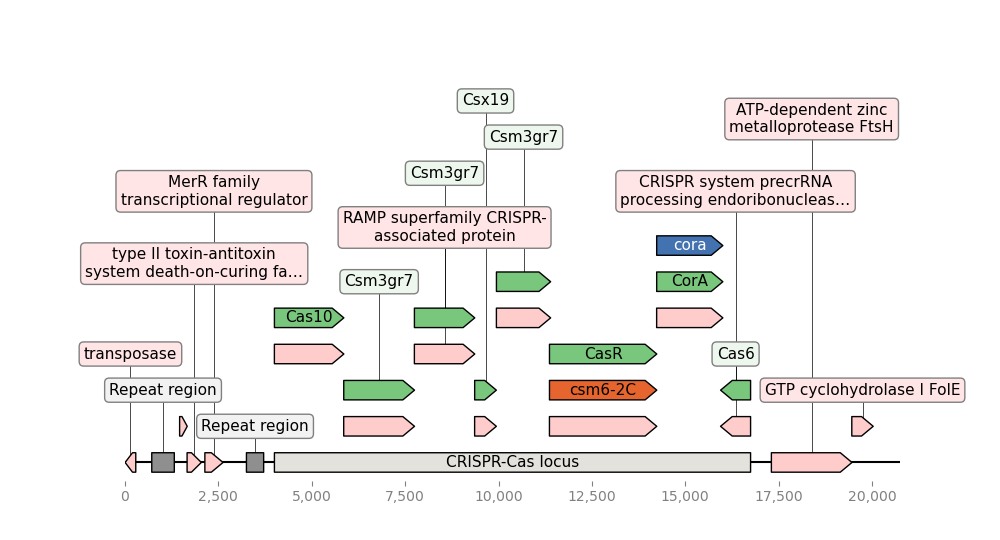 Csx19
ATP-dependent zinc
metalloprotease FtsH
Csm3gr7
Csm3gr7
MerR family
transcriptional regulator
CRISPR system precrRNA
processing endoribonucleas…
RAMP superfamily CRISPR-
associated protein
cora
type II toxin-antitoxin
system death-on-curing fa…
Csm3gr7
CorA
Cas10
transposase
CasR
Cas6
Repeat region
csm6-2C
GTP cyclohydrolase I FolE
Repeat region
CRISPR-Cas locus
0
2,500
5,000
7,500
10,000
12,500
15,000
17,500
20,000